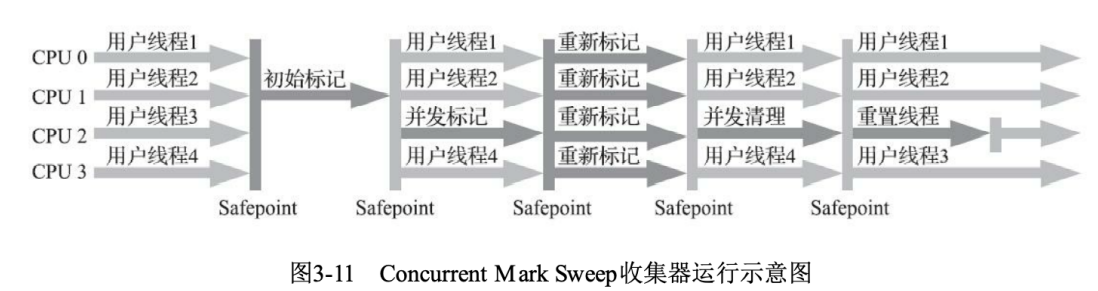 用户线程1 用户线程1 重新标记 用户线程1 用户线程1
CPU 0
用户线程2 初始标记 用户线程2 重新标记 用户线程2 用户线程2
CPU 1
用户线程3 并发标记 重新标记 并发清理 重置线程
CPU 2
用户线程4 用户线程4 重新标记 用户线程4 用户线程3
CPU 3
Safepoint Safepoint Safepoint Safepoint Safepoint
图3-11 Concurrent Mark Sweep收集器运行示意图